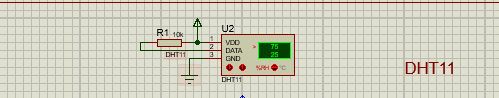 U2
R1 10k
1 VDD
2 DATA
3 GND
75
25
DHT11
%RH °C
DHT11
DHT11